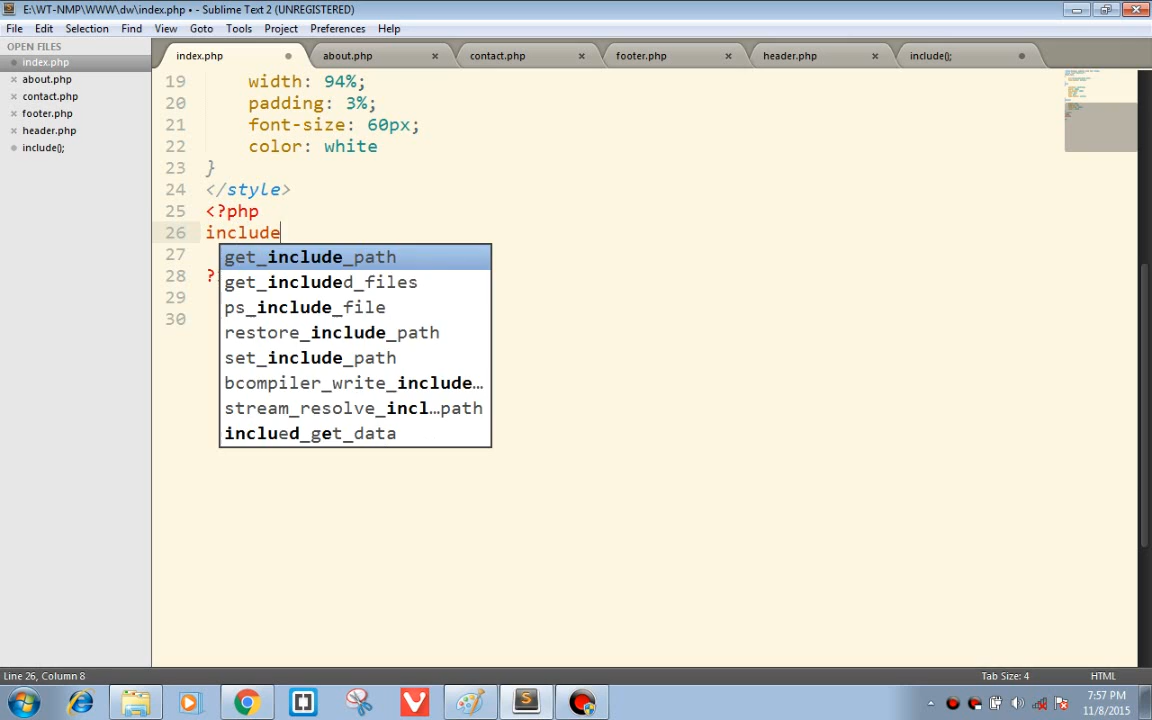 E:\WT-NMP\WWW\dw\index.php • - Sublime Text 2 (UNREGISTERED)
File Edit Selection Find View Goto Tools Project Preferences Help
OPEN FILES
index.php
about.php
contact.php
footer.php
header.php
include();
index.php about.php contact.php footer.php header.php include();
19 width: 94%;
20 padding: 3%;
21 font-size: 60px;
22 color: white
23 }
24 </style>
25 <?php
26 include
27
28 ?
29
30
get_include_path
get_included_files
ps_include_file
restore_include_path
set_include_path
bcompiler_write_include…
stream_resolve_incl…path
inclued_get_data
Line 26, Column 8 Tab Size: 4 HTML
7:57 PM
11/8/2015